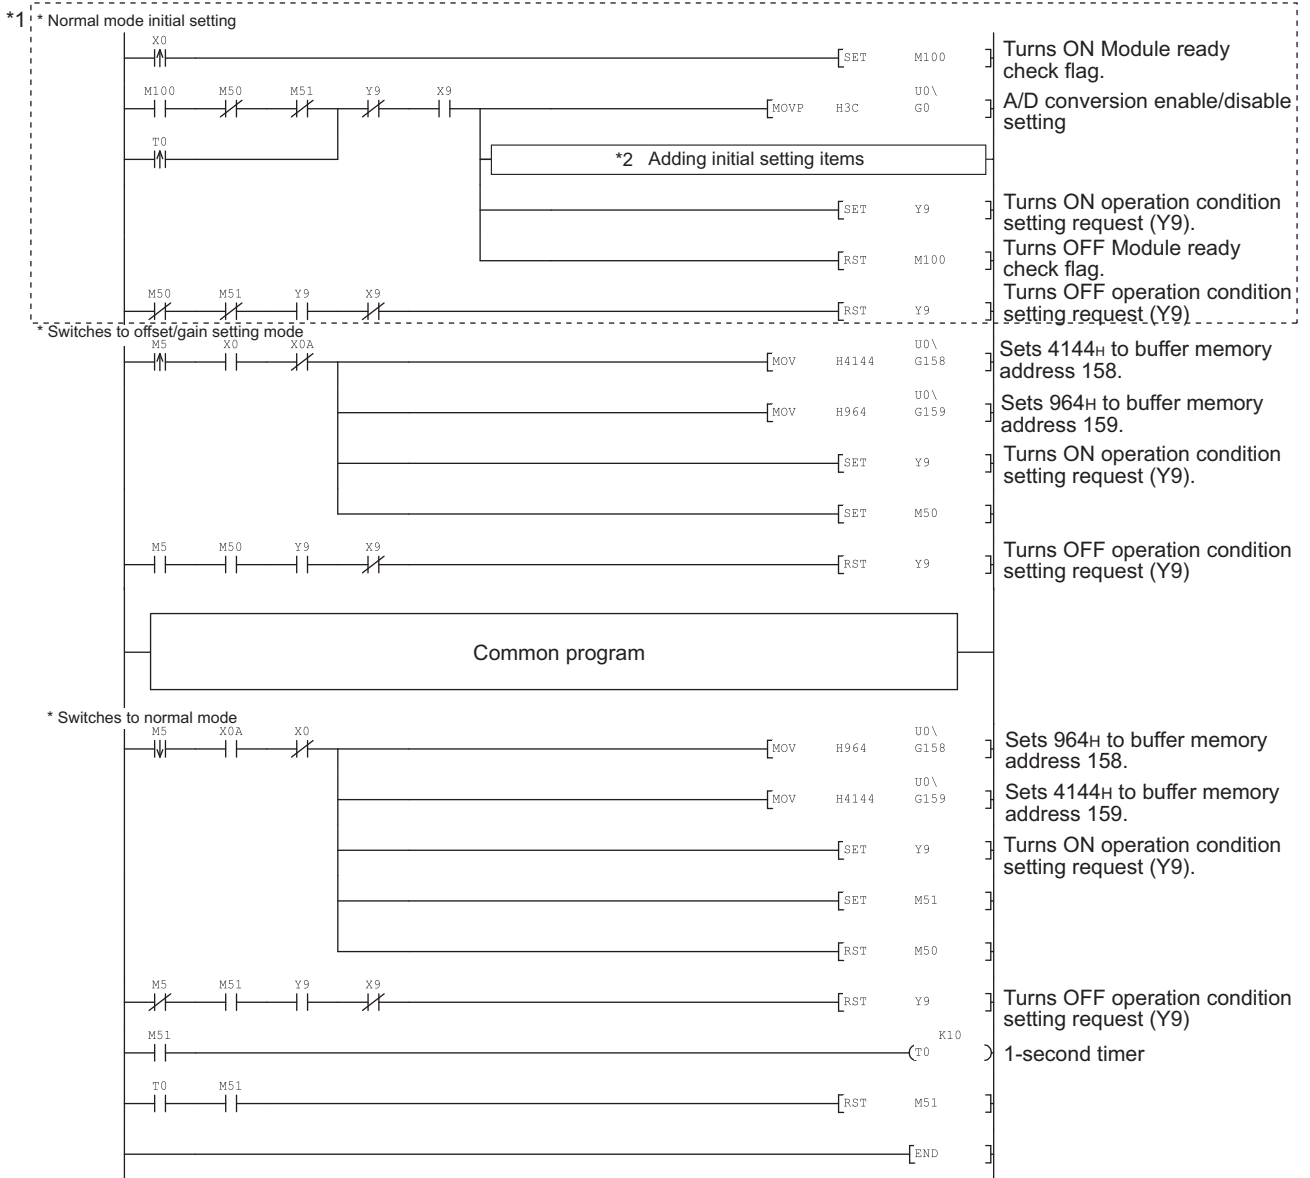 *1 * Normal mode initial setting
X0
SET M100
Turns ON Module ready
check flag.
M100 M50 M51 Y9 X9 U0\
MOVP H3C G0
A/D conversion enable/disable
setting
T0
*2 Adding initial setting items
SET Y9
Turns ON operation condition
setting request (Y9).
RST M100
Turns OFF Module ready
check flag.
M50 M51 Y9 X9
RST Y9
Turns OFF operation condition
setting request (Y9)
* Switches to offset/gain setting mode
M5 X0 X0A U0\
MOV H4144 G158
Sets 4144H to buffer memory
address 158.
U0\
MOV H964 G159
Sets 964H to buffer memory
address 159.
SET Y9
Turns ON operation condition
setting request (Y9).
SET M50
M5 M50 Y9 X9
RST Y9
Turns OFF operation condition
setting request (Y9)
Common program
* Switches to normal mode
M5 X0A X0 U0\
MOV H964 G158
Sets 964H to buffer memory
address 158.
U0\
MOV H4144 G159
Sets 4144H to buffer memory
address 159.
SET Y9
Turns ON operation condition
setting request (Y9).
SET M51
RST M50
M5 M51 Y9 X9
RST Y9
Turns OFF operation condition
setting request (Y9)
M51 K10
T0
1-second timer
T0 M51
RST M51
END